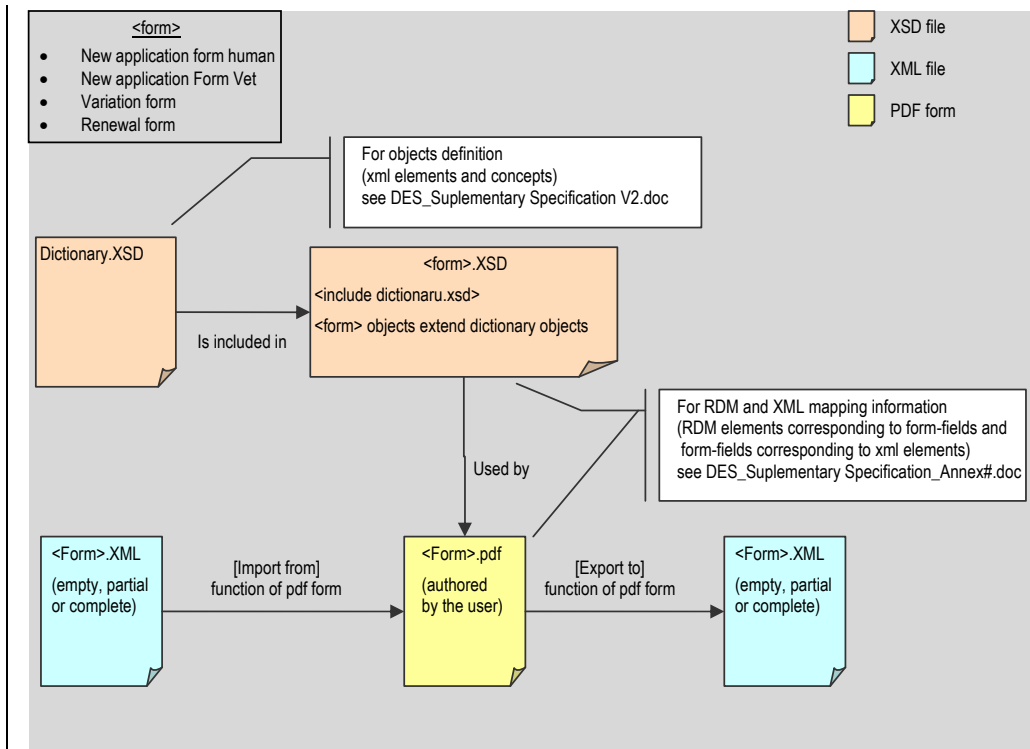 <form>
• New application form human
• New application Form Vet
• Variation form
• Renewal form
XSD file
XML file
PDF form
For objects definition
(xml elements and concepts)
see DES_Suplementary Specification V2.doc
Dictionary.XSD
Is included in
<form>.XSD
<include dictionaru.xsd>
<form> objects extend dictionary objects
For RDM and XML mapping information
(RDM elements corresponding to form-fields and
form-fields corresponding to xml elements)
see DES_Suplementary Specification_Annex#.doc
Used by
<Form>.XML
(empty, partial
or complete)
[Import from]
function of pdf form
<Form>.pdf
(authored
by the user)
[Export to]
function of pdf form
<Form>.XML
(empty, partial
or complete)